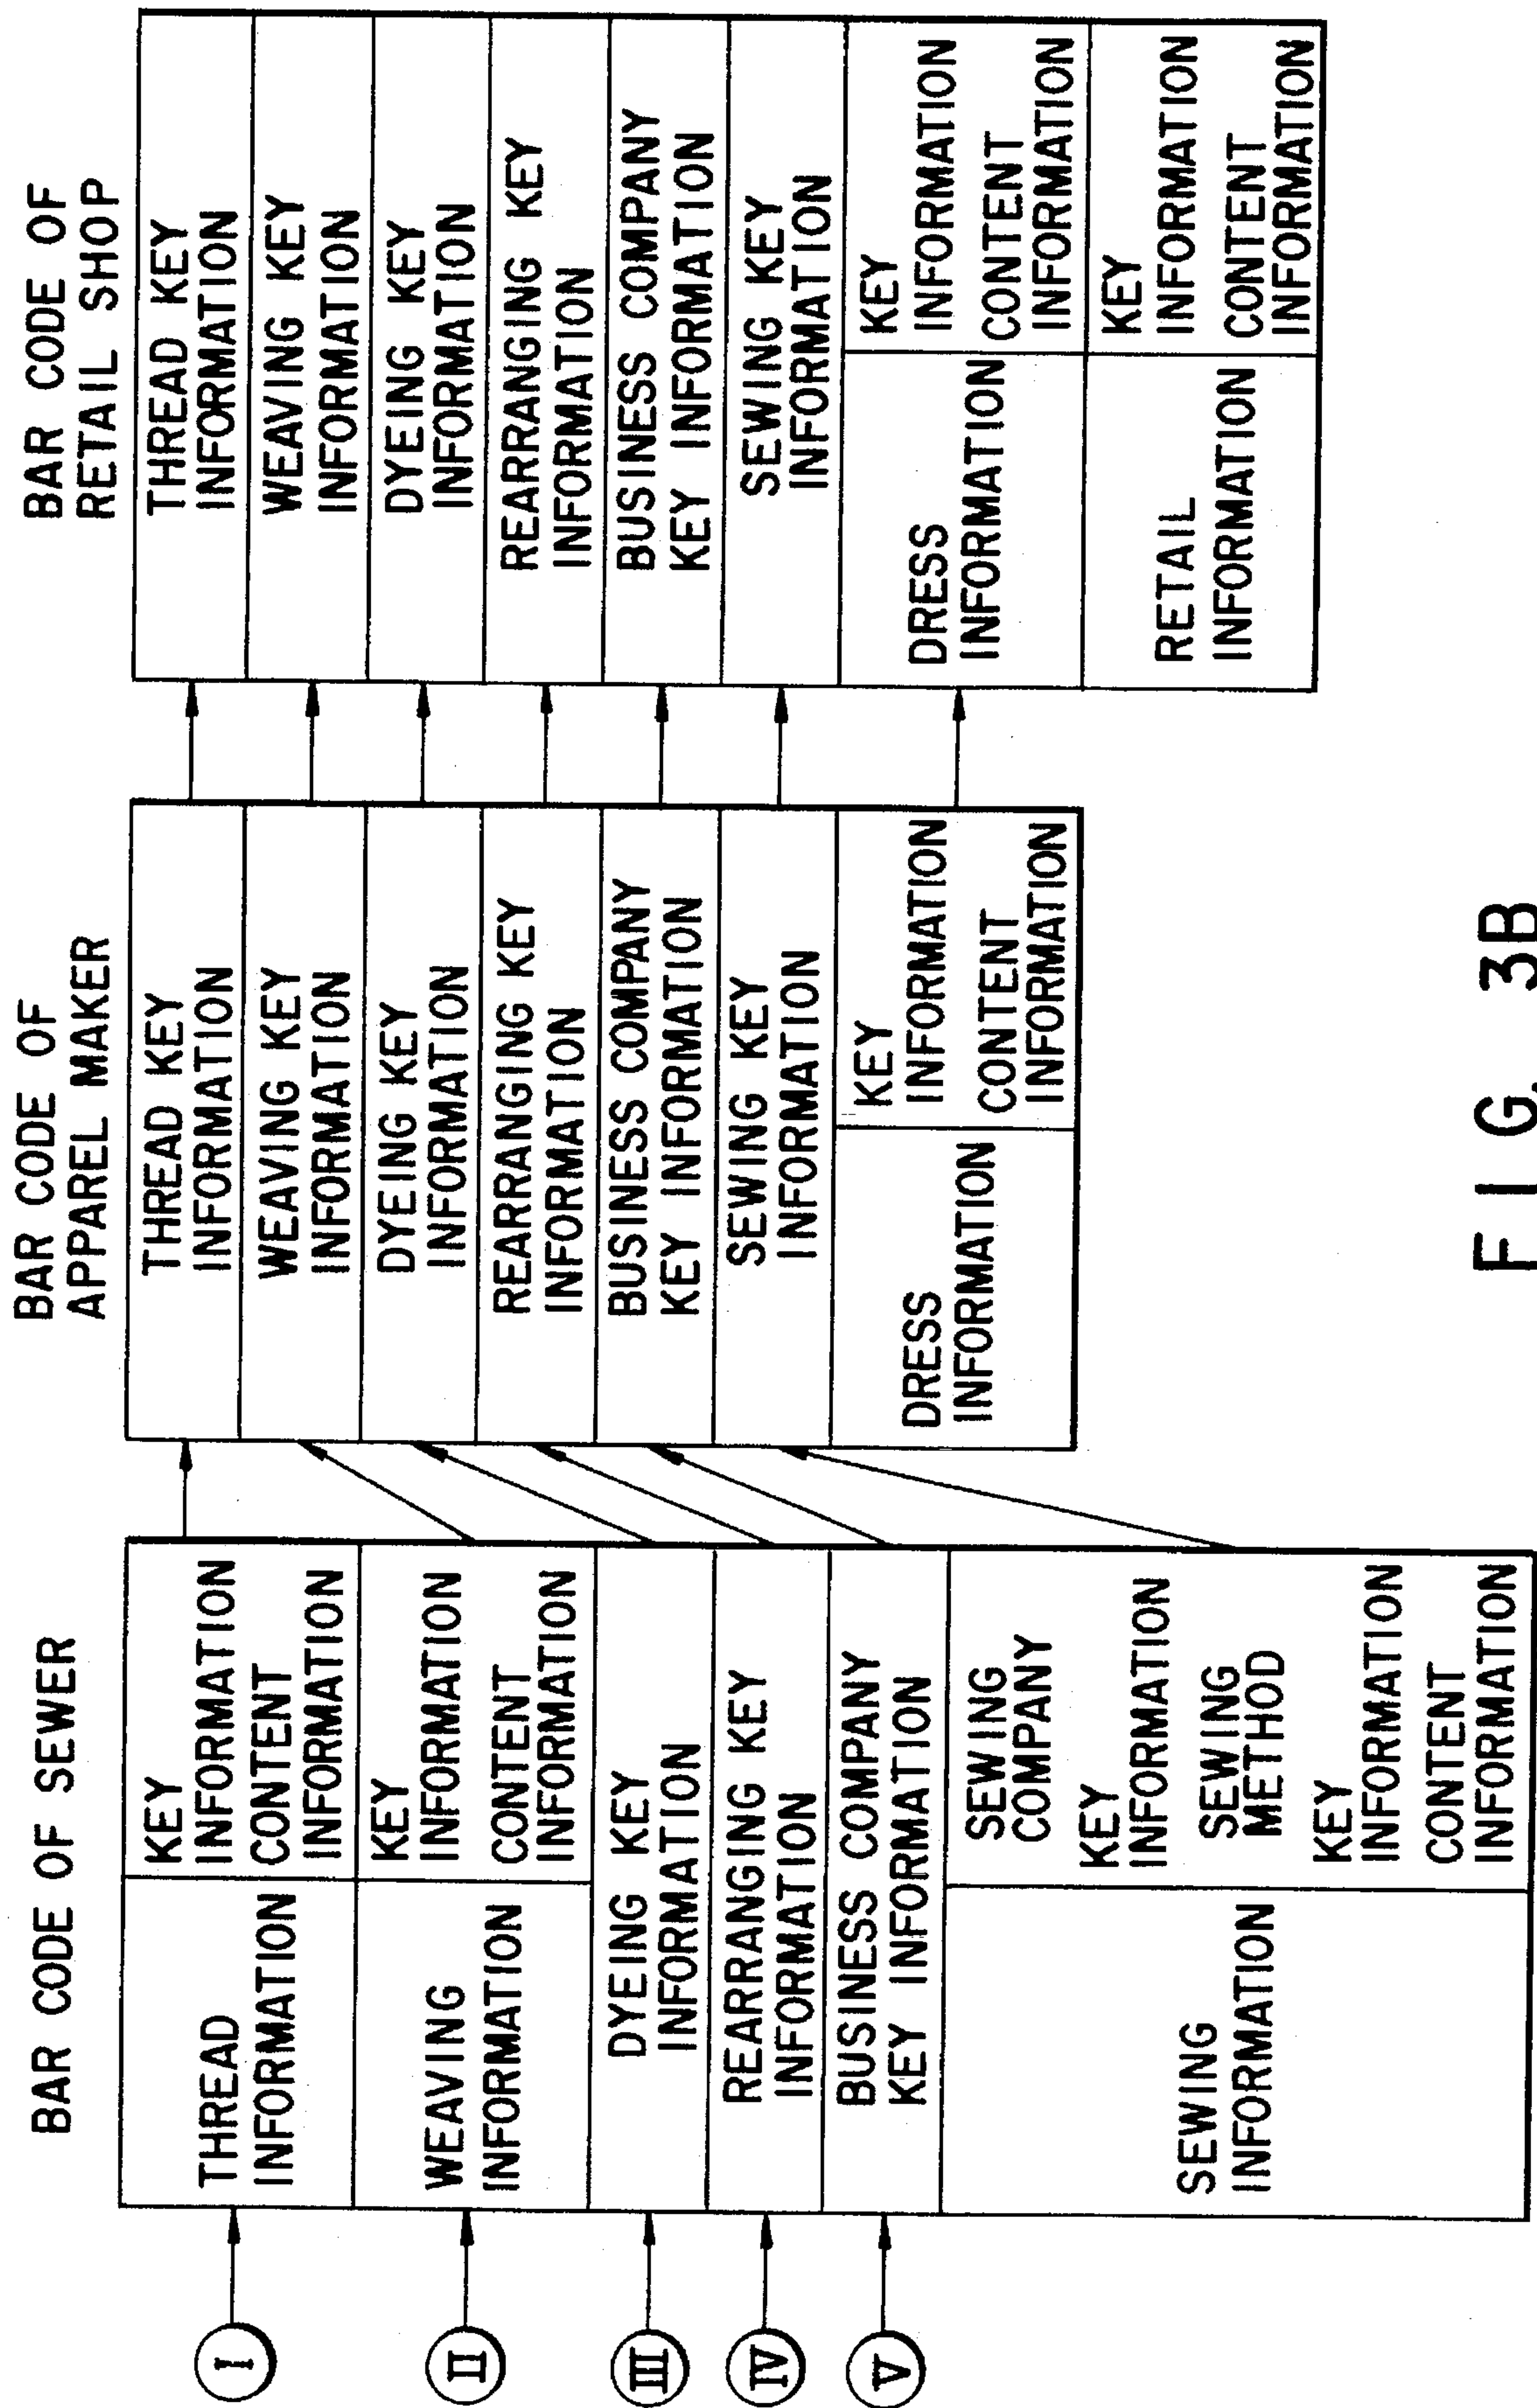 BAR CODE OF SEWER
I
THREAD
INFORMATION
KEY
INFORMATION
CONTENT
INFORMATION
II
WEAVING
INFORMATION
KEY
INFORMATION
CONTENT
INFORMATION
III
DYEING KEY
INFORMATION
IV
REARRANGING KEY
INFORMATION
V
BUSINESS COMPANY
KEY INFORMATION
SEWING
INFORMATION
SEWING
COMPANY
KEY
INFORMATION
SEWING
METHOD
KEY
INFORMATION
CONTENT
INFORMATION
BAR CODE OF
APPAREL MAKER
THREAD KEY
INFORMATION
WEAVING KEY
INFORMATION
DYEING KEY
INFORMATION
REARRANGING KEY
INFORMATION
BUSINESS COMPANY
KEY INFORMATION
SEWING KEY
INFORMATION
DRESS
INFORMATION
KEY
INFORMATION
CONTENT
INFORMATION
BAR CODE OF
RETAIL SHOP
THREAD KEY
INFORMATION
WEAVING KEY
INFORMATION
DYEING KEY
INFORMATION
REARRANGING KEY
INFORMATION
BUSINESS COMPANY
KEY INFORMATION
SEWING KEY
INFORMATION
DRESS
INFORMATION
KEY
INFORMATION
CONTENT
INFORMATION
RETAIL
INFORMATION
KEY
INFORMATION
CONTENT
INFORMATION
FIG. 3B